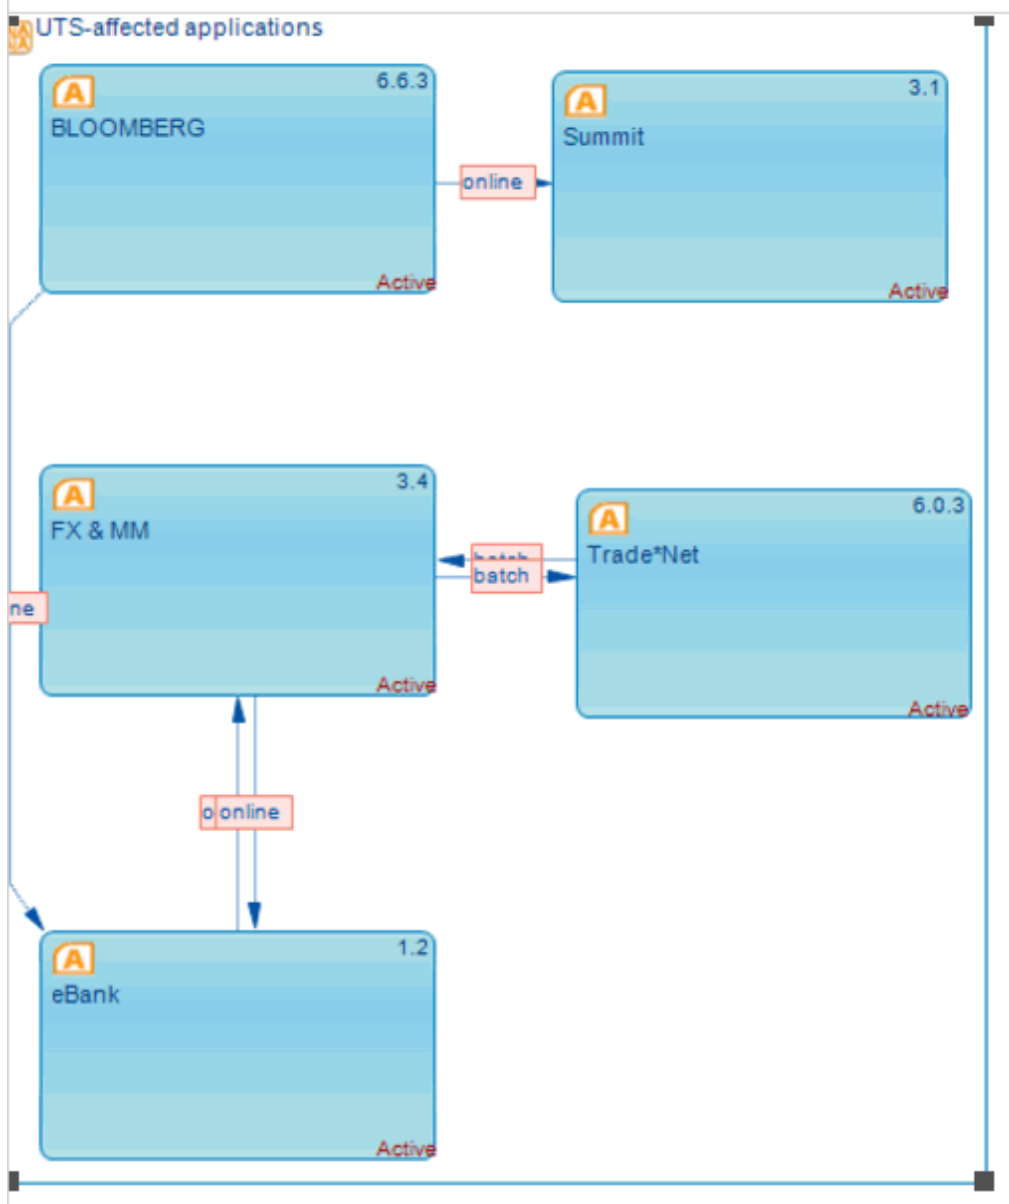 UTS-affected applications
A
6.6.3
BLOOMBERG
Active
online
A
3.1
Summit
Active
A
3.4
FX & MM
Active
batch
batch
A
6.0.3
Trade*Net
Active
ne
o
online
A
1.2
eBank
Active